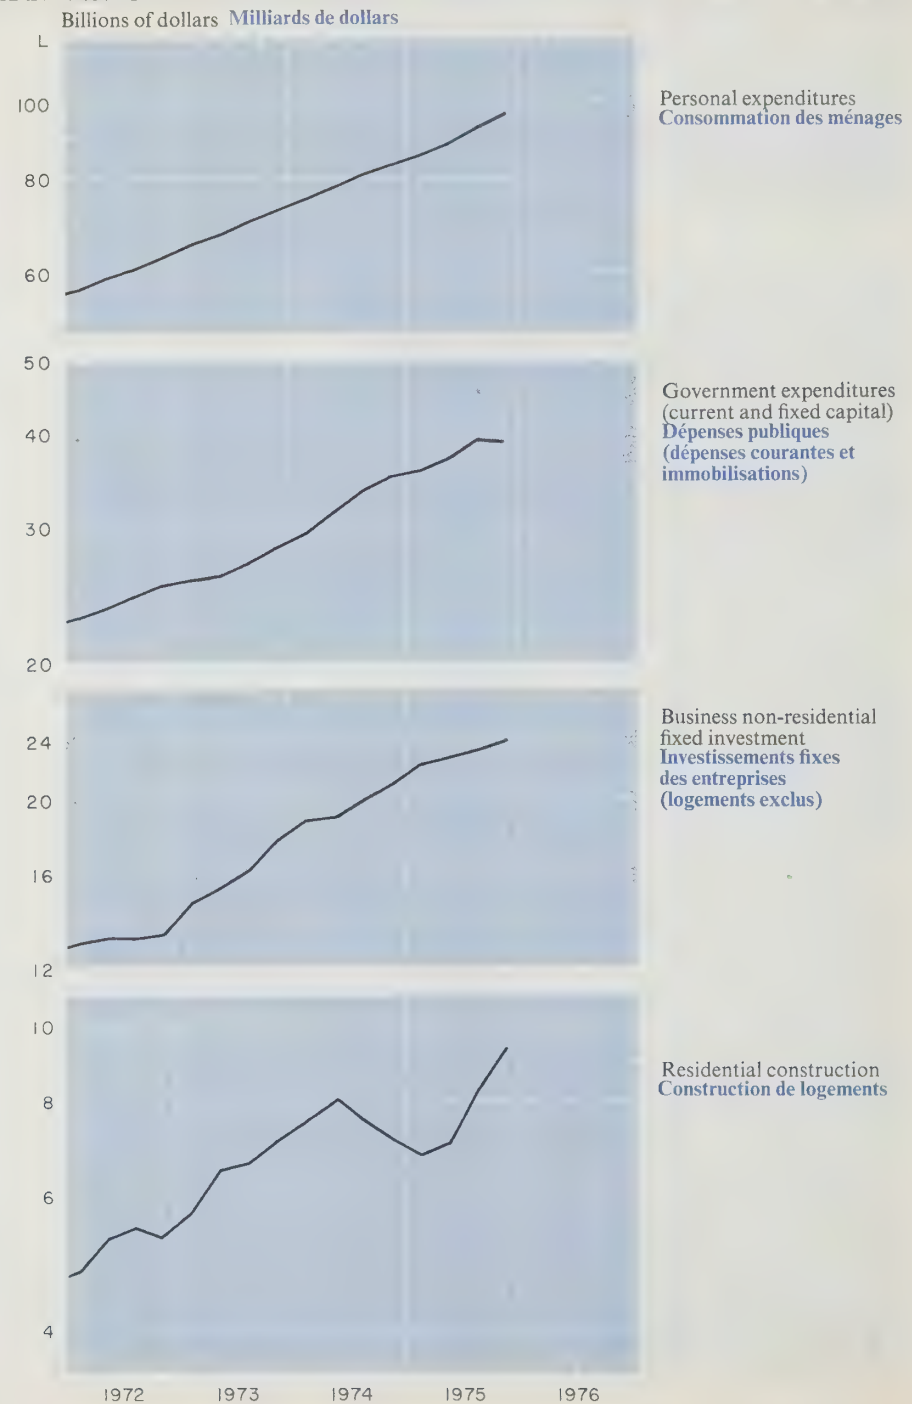 Billions of dollars Milliards de dollars
L
100
80
60
Personal expenditures
Consommation des ménages
50
40
30
20
Government expenditures
(current and fixed capital)
Dépenses publiques
(dépenses courantes et
immobilisations)
24
20
16
12
Business non-residential
fixed investment
Investissements fixes
des entreprises
(logements exclus)
10
8
6
4
Residential construction
Construction de logements
1972 1973 1974 1975 1976